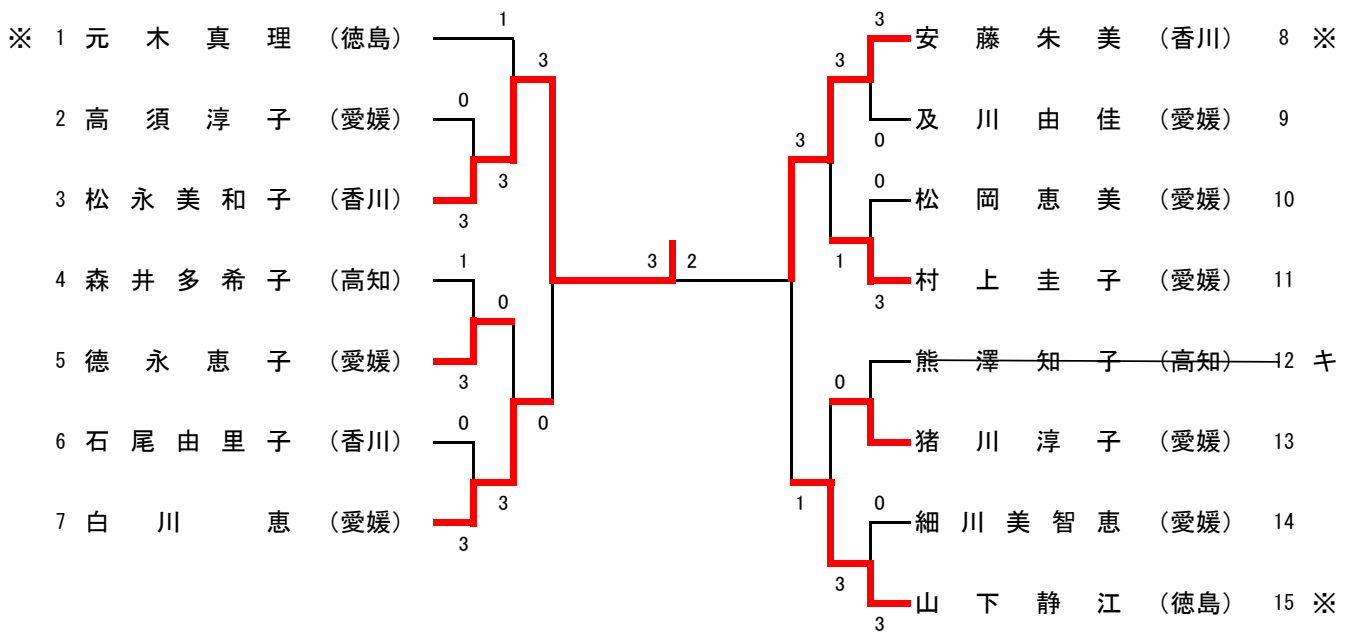 1
3
※ 1 元木真理 (徳島)
安藤朱美 (香川) 8 ※
3
3
0
2 高須淳子 (愛媛)
及川由佳 (愛媛) 9
3
0
3
0
3 松永美和子 (香川)
松岡恵美 (愛媛) 10
3
1
3 2
1
4 森井多希子 (高知)
村上圭子 (愛媛) 11
0
3
5 德永恵子 (愛媛)
熊澤知子 (高知) 12 キ
3
0
0
0
6 石尾由里子 (香川)
猪川淳子 (愛媛) 13
3
1
0
7 白川恵 (愛媛)
細川美智恵 (愛媛) 14
3
3
山下静江 (徳島) 15 ※
3